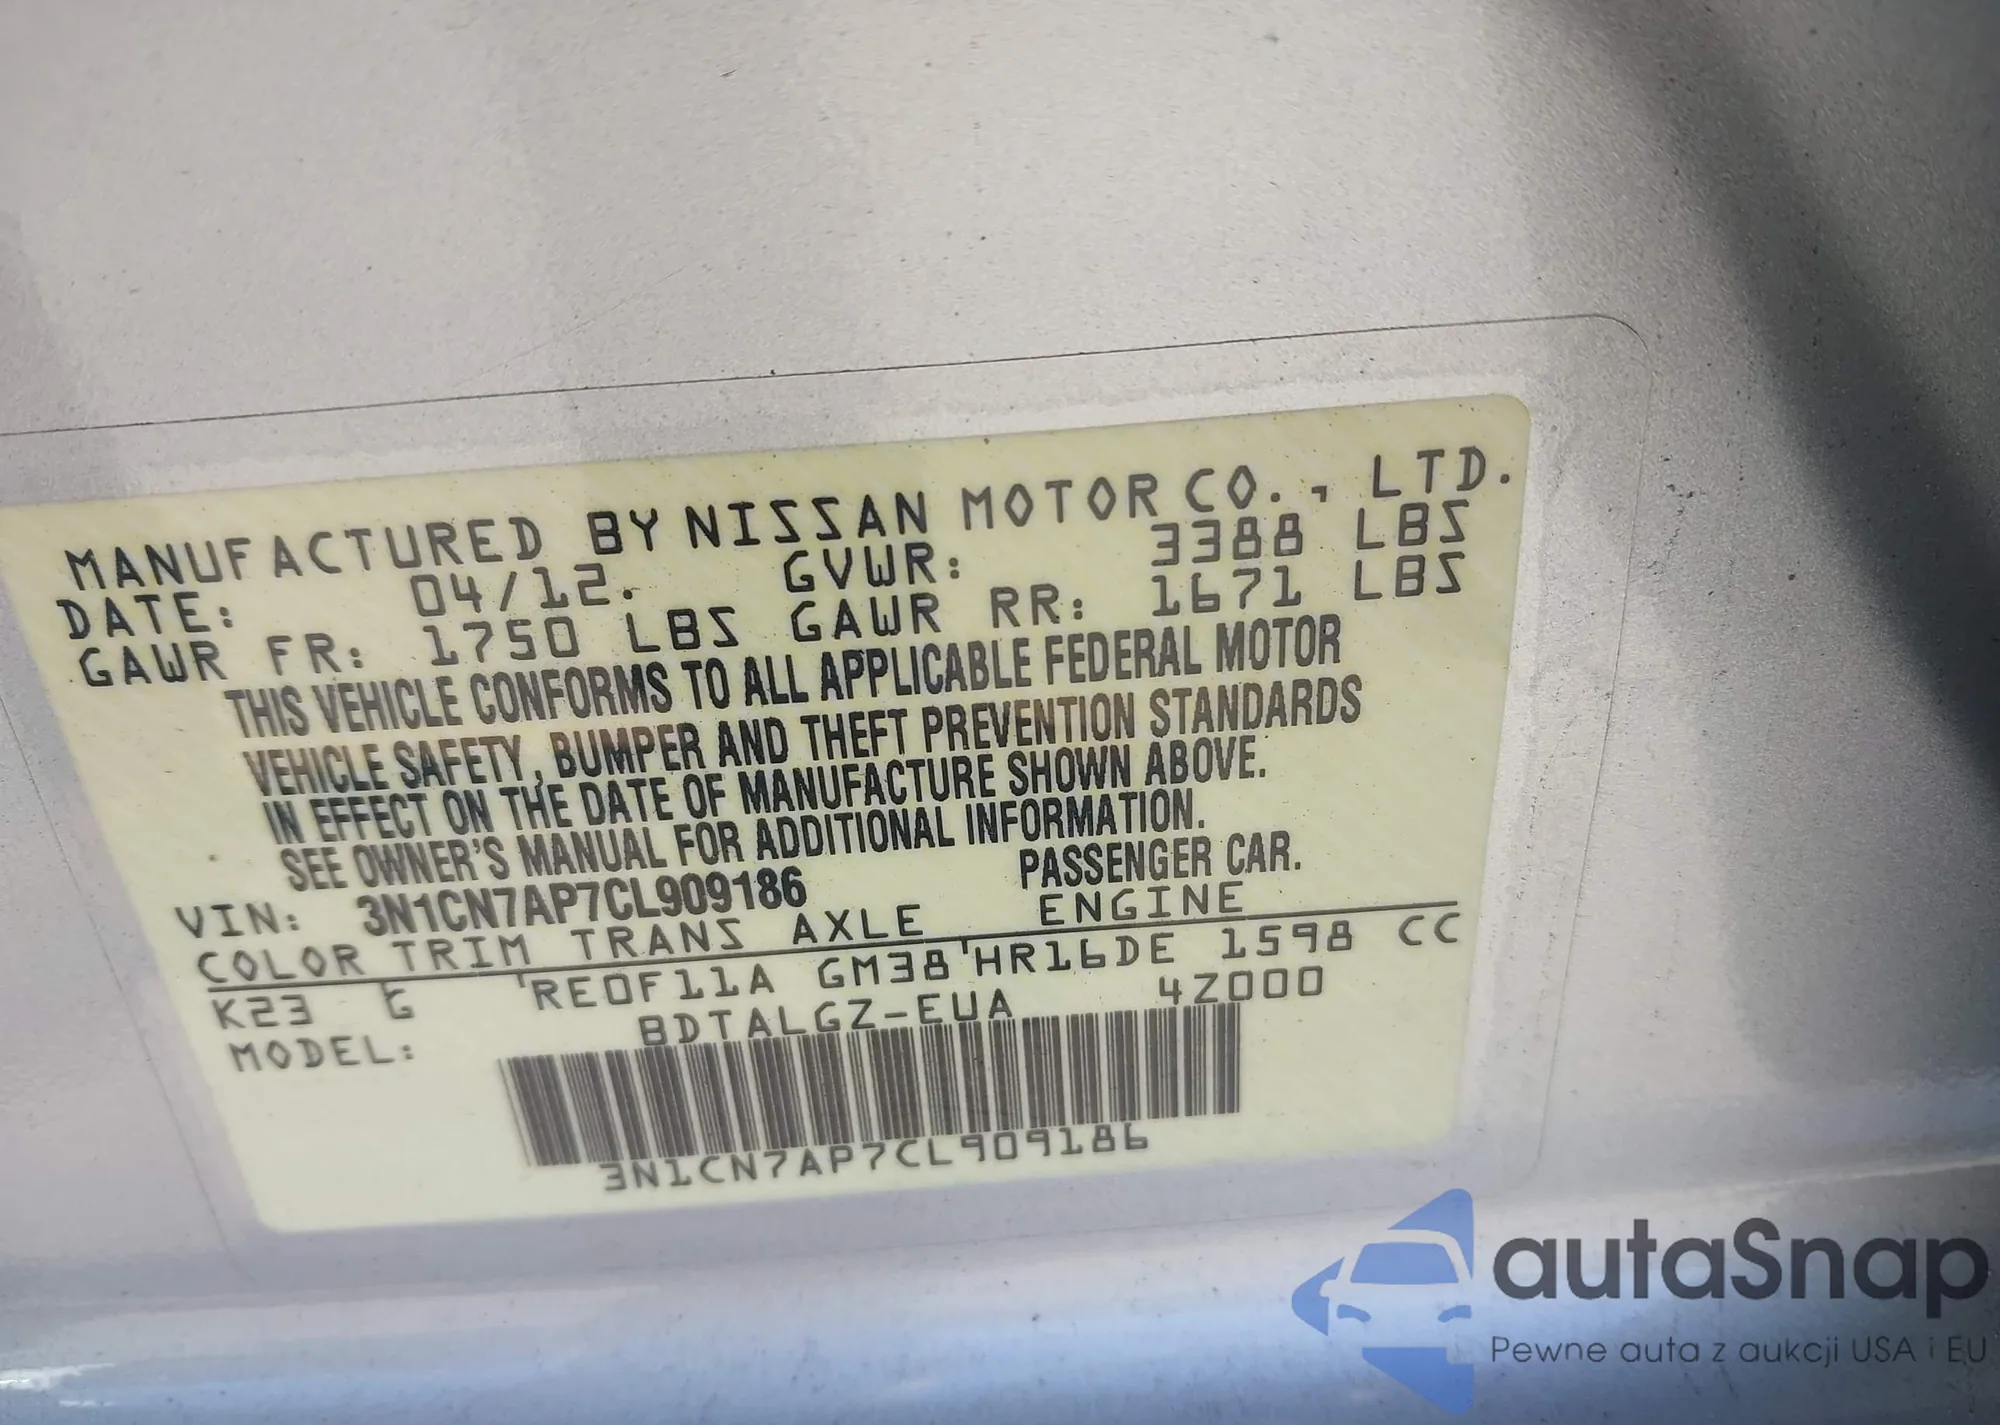 MANUFACTURED BY NISSAN MOTOR CO., LTD.
DATE: 04/12. GVWR: 3388 LBS
GAWR FR: 1750 LBS GAWR RR: 1671 LBS
THIS VEHICLE CONFORMS TO ALL APPLICABLE FEDERAL MOTOR
VEHICLE SAFETY, BUMPER AND THEFT PREVENTION STANDARDS
IN EFFECT ON THE DATE OF MANUFACTURE SHOWN ABOVE.
SEE OWNER'S MANUAL FOR ADDITIONAL INFORMATION.
VIN: 3N1CN7AP7CL909186 PASSENGER CAR.
COLOR TRIM TRANS AXLE ENGINE
K23 G RE0F11A GM38 HR16DE 1598 CC
MODEL: BDTALGZ-EUA 4Z000
3N1CN7AP7CL909186
autaSnap
Pewne auta z aukcji USA i EU